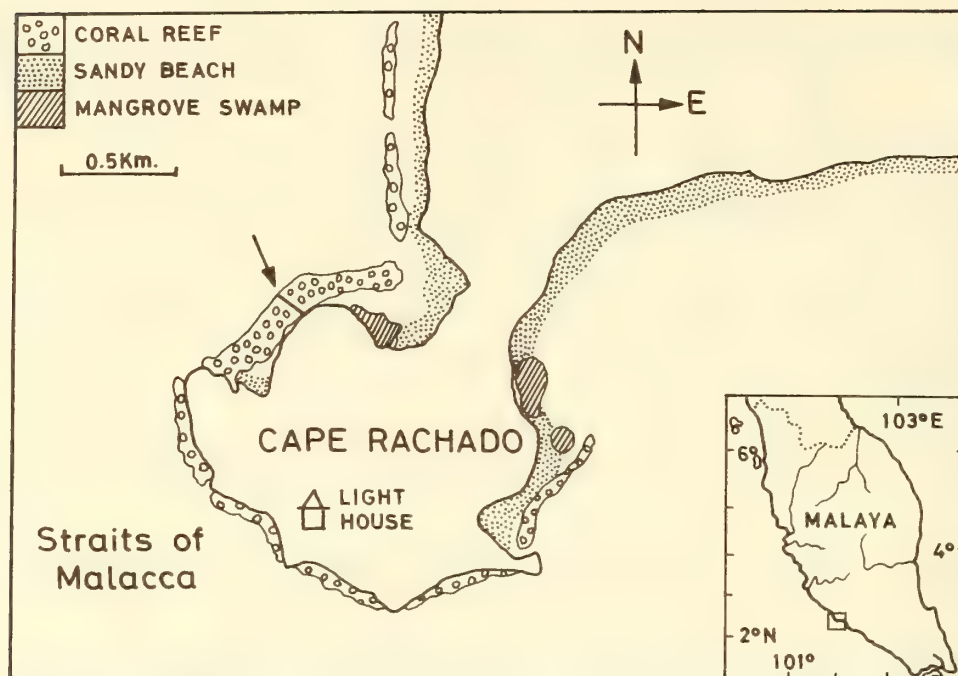 CORAL REEF
SANDY BEACH
MANGROVE SWAMP
0.5Km.
N
E
CAPE RACHADO
LIGHT
HOUSE
Straits of
Malacca
103°E
6°
MALAYA
4°
2°N
101°